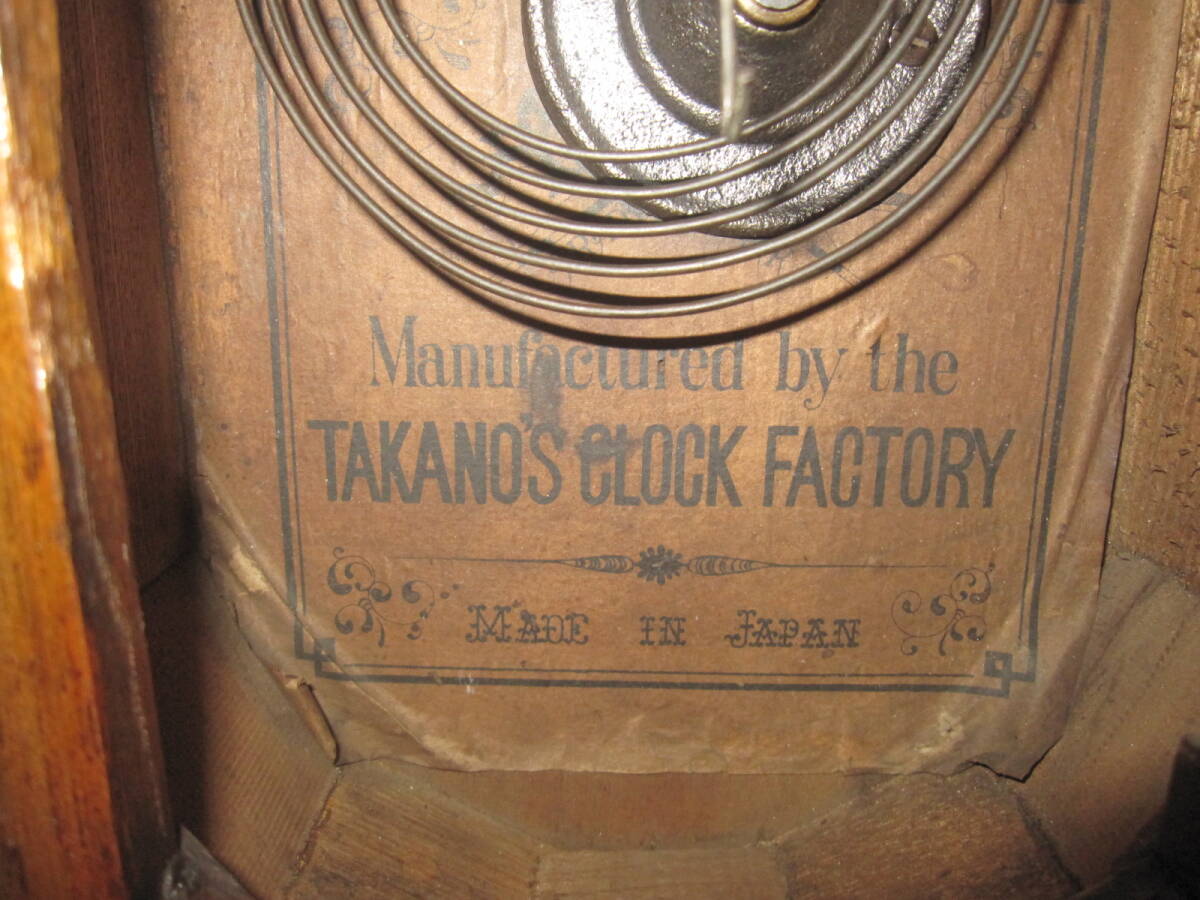 Manufactured by the
TAKANO'S CLOCK FACTORY
MADE IN JAPAN